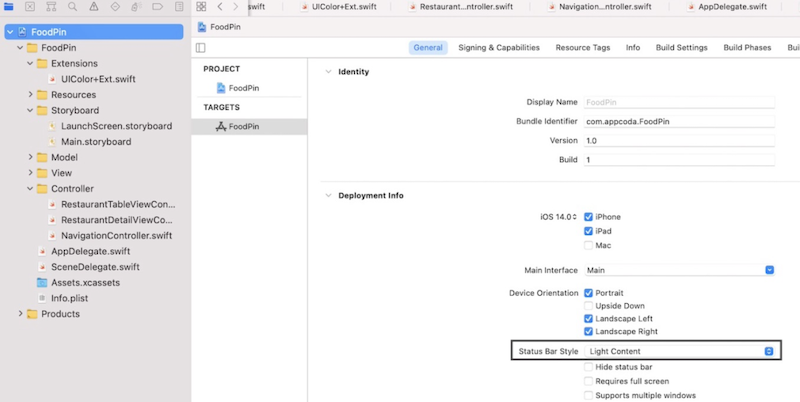 wift
UIColor+Ext.swift
Restaurant...ntroller.swift
Navigation...ntroller.swift
AppDelegate.swift
FoodPin
FoodPin
Extensions
UIColor+Ext.swift
Resources
Storyboard
LaunchScreen.storyboard
Main.storyboard
Model
View
Controller
RestaurantTableViewCon...
RestaurantDetailViewCo...
NavigationController.swift
AppDelegate.swift
SceneDelegate.swift
Assets.xcassets
Info.plist
Products
FoodPin
General Signing & Capabilities Resource Tags Info Build Settings Build Phases Bui
PROJECT
FoodPin
TARGETS
FoodPin
Identity
Display Name FoodPin
Bundle Identifier com.appcoda.FoodPin
Version 1.0
Build 1
Deployment Info
iOS 14.0 iPhone
iPad
Mac
Main Interface Main
Device Orientation Portrait
Upside Down
Landscape Left
Landscape Right
Status Bar Style Light Content
Hide status bar
Requires full screen
Supports multiple windows